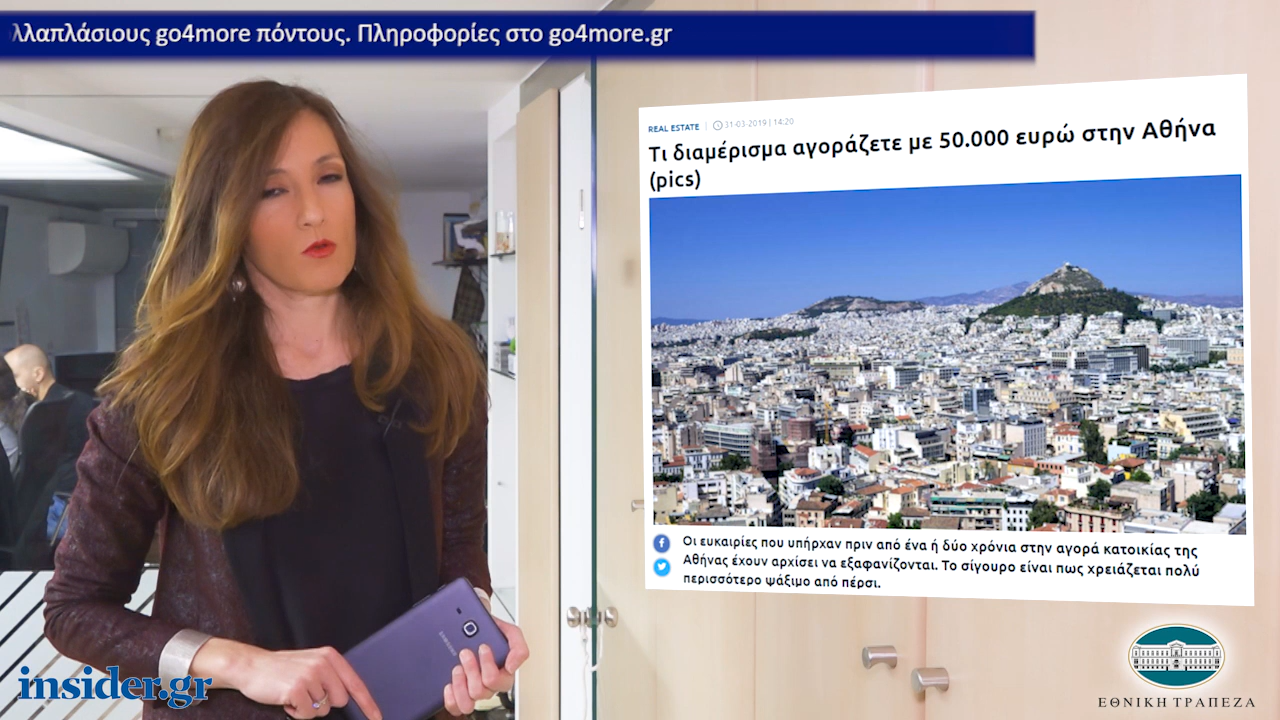 λλαπλάσιους go4more πόντους. Πληροφορίες στο go4more.gr
REAL ESTATE | 31-03-2019 | 14:20
Τι διαμέρισμα αγοράζετε με 50.000 ευρώ στην Αθήνα
(pics)
Οι ευκαιρίες που υπήρχαν πριν από ένα ή δύο χρόνια στην αγορά κατοικίας της
Αθήνας έχουν αρχίσει να εξαφανίζονται. Το σίγουρο είναι πως χρειάζεται πολύ
περισσότερο ψάξιμο από πέρσι.
SAMSUNG
insider.gr
ΕΘΝΙΚΗ ΤΡΑΠΕΖΑ